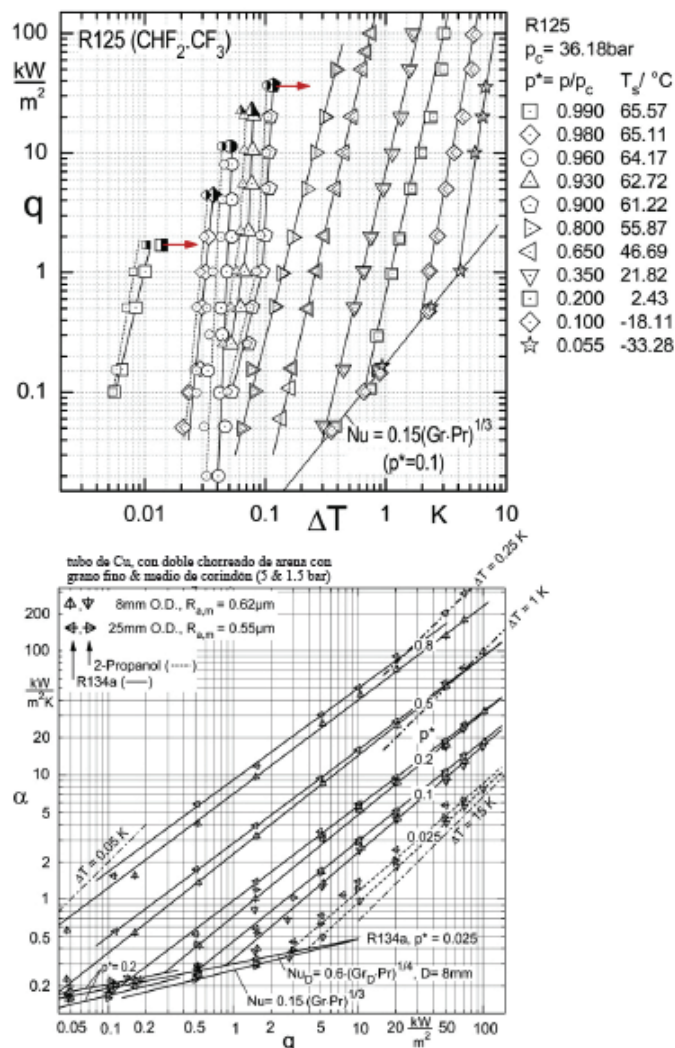 R125 (CHF2.CF3)
100
kW
m²
10
q
1
0.1
0.01
0.1
ΔT
1
K
10
Nu = 0.15(Gr·Pr)^1/3
(p*=0.1)
R125
pc= 36.18bar
p*= p/pc Ts/ °C
0.990 65.57
0.980 65.11
0.960 64.17
0.930 62.72
0.900 61.22
0.800 55.87
0.650 46.69
0.350 21.82
0.200 2.43
0.100 -18.11
0.055 -33.28
tubo de Cu, con doble chorreado de arena con
grano fino & medio de corindón (5 & 1.5 bar)
8mm O.D., Ra,m = 0.62μm
25mm O.D., Ra,m = 0.55μm
2-Propanol (-----)
R134a (—)
ΔT = 0.25 K
ΔT = 1 K
200
100
kW
m²K
20
10
α
5
2
1
0.5
0.2
0.8
0.5
p*
0.2
0.1
0.025
ΔT = 15 K
ΔT = 0.05 K
p*= 0.2
R134a, p* = 0.025
NuD = 0.6·(GrD·Pr)^1/4, D= 8mm
Nu= 0.15·(Gr·Pr)^1/3
0.05 0.1 0.2 0.5 1 2 5 10 20 kW/m² 50 100
q